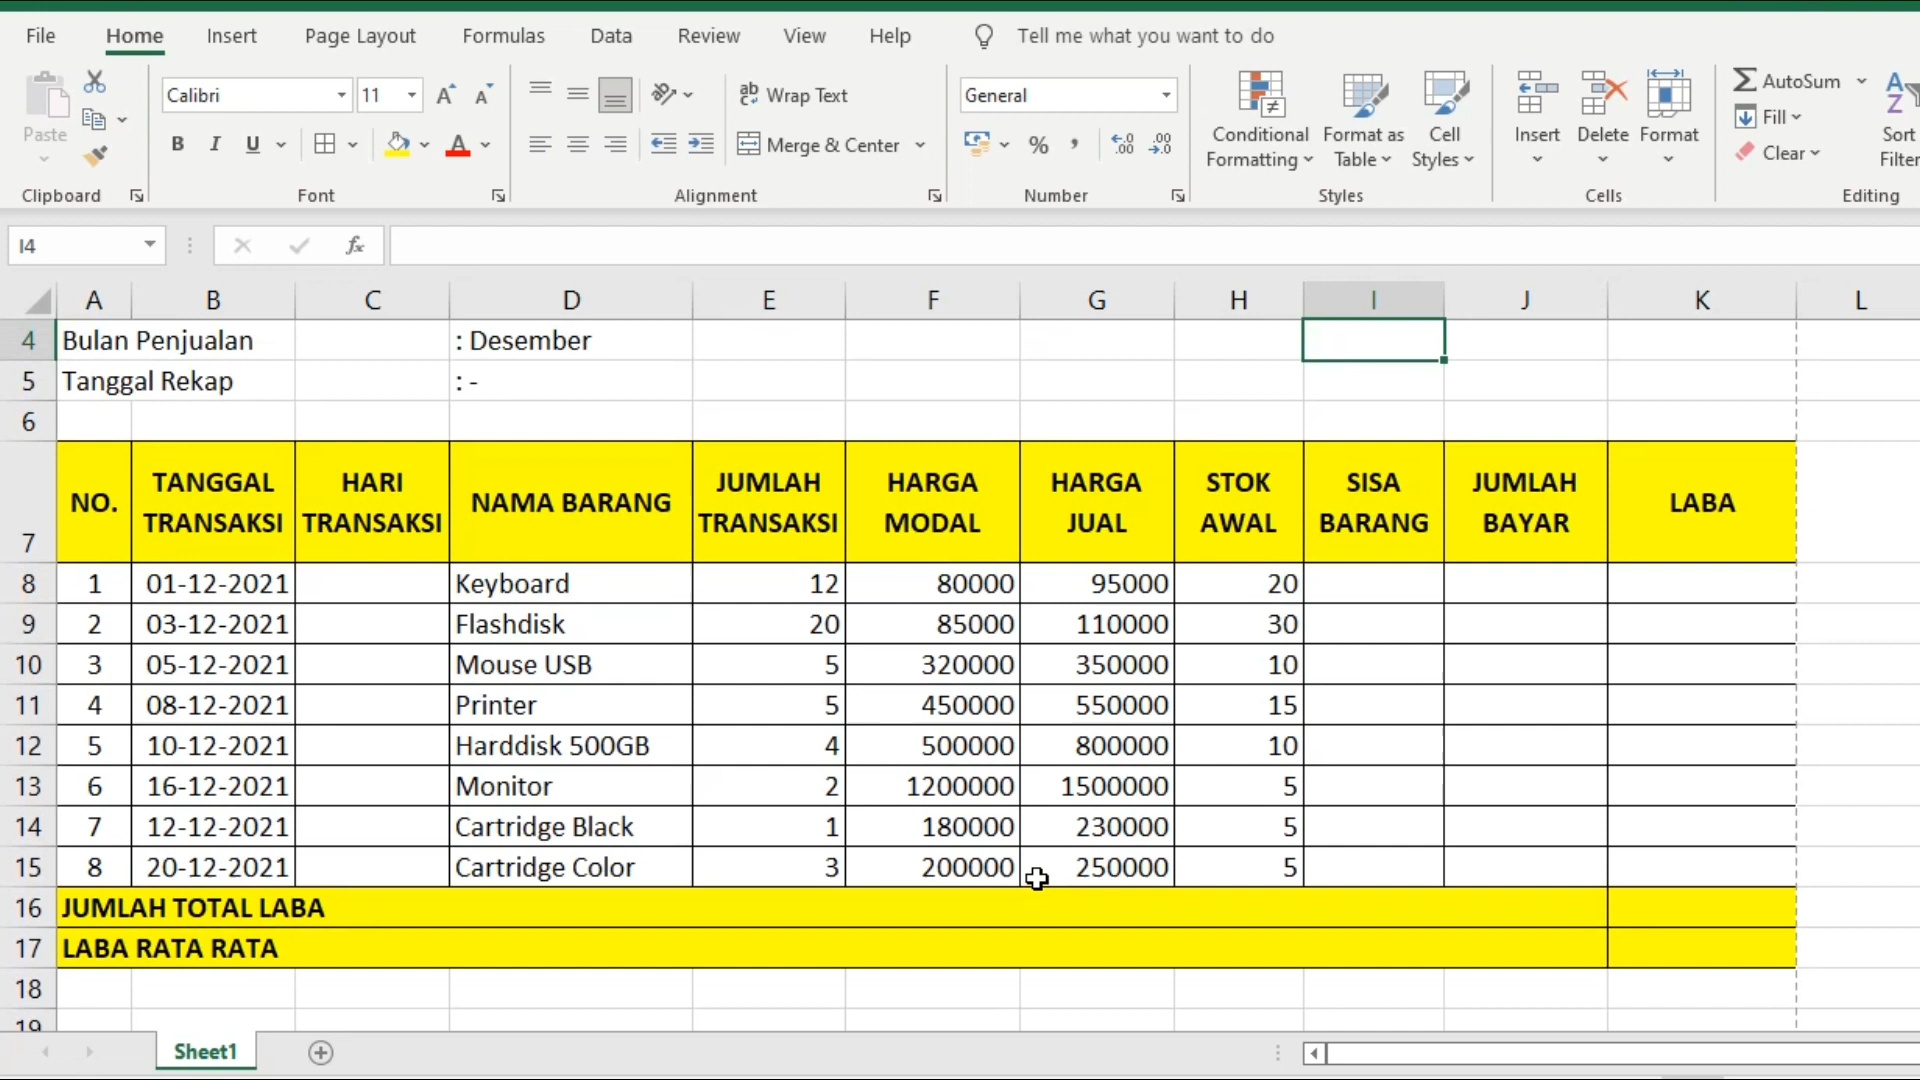 File Home Insert Page Layout Formulas Data Review View Help Tell me what you want to do
Calibri 11 A A Wrap Text General AutoSum
Paste B I U A Merge & Center % , Conditional Formatting Format as Table Cell Styles Insert Delete Format Fill Clear Sort Filter
Clipboard Font Alignment Number Styles Cells Editing
I4 fx
A B C D E F G H I J K L
4 Bulan Penjualan : Desember
5 Tanggal Rekap : -
6
7 NO. TANGGAL TRANSAKSI HARI TRANSAKSI NAMA BARANG JUMLAH TRANSAKSI HARGA MODAL HARGA JUAL STOK AWAL SISA BARANG JUMLAH BAYAR LABA
8 1 01-12-2021 Keyboard 12 80000 95000 20
9 2 03-12-2021 Flashdisk 20 85000 110000 30
10 3 05-12-2021 Mouse USB 5 320000 350000 10
11 4 08-12-2021 Printer 5 450000 550000 15
12 5 10-12-2021 Harddisk 500GB 4 500000 800000 10
13 6 16-12-2021 Monitor 2 1200000 1500000 5
14 7 12-12-2021 Cartridge Black 1 180000 230000 5
15 8 20-12-2021 Cartridge Color 3 200000 250000 5
16 JUMLAH TOTAL LABA
17 LABA RATA RATA
18
19
Sheet1